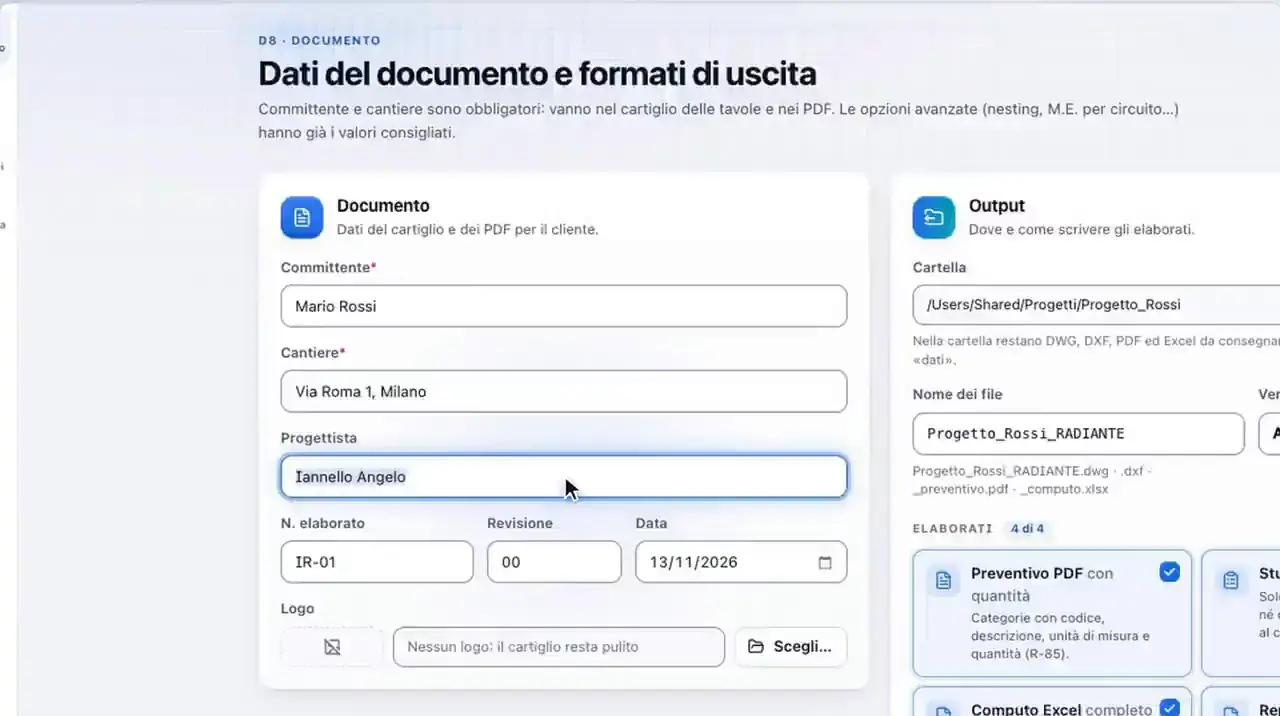 D8 · DOCUMENTO
Dati del documento e formati di uscita
Committente e cantiere sono obbligatori: vanno nel cartiglio delle tavole e nei PDF. Le opzioni avanzate (nesting, M.E. per circuito...)
hanno già i valori consigliati.
Documento
Dati del cartiglio e dei PDF per il cliente.
Committente*
Mario Rossi
Cantiere*
Via Roma 1, Milano
Progettista
Iannello Angelo
N. elaborato
Revisione
Data
IR-01
00
13/11/2026
Logo
Nessun logo: il cartiglio resta pulito
Scegli...
Output
Dove e come scrivere gli elaborati.
Cartella
/Users/Shared/Progetti/Progetto_Rossi
Nella cartella restano DWG, DXF, PDF ed Excel da
«dati».
Nome dei file
Progetto_Rossi_RADIANTE
Progetto_Rossi_RADIANTE.dwg · .dxf ·
_preventivo.pdf · _computo.xlsx
ELABORATI 4 di 4
Preventivo PDF con
quantità
Categorie con codice,
descrizione, unità di misura e
quantità (R-85).
Computo Excel completo